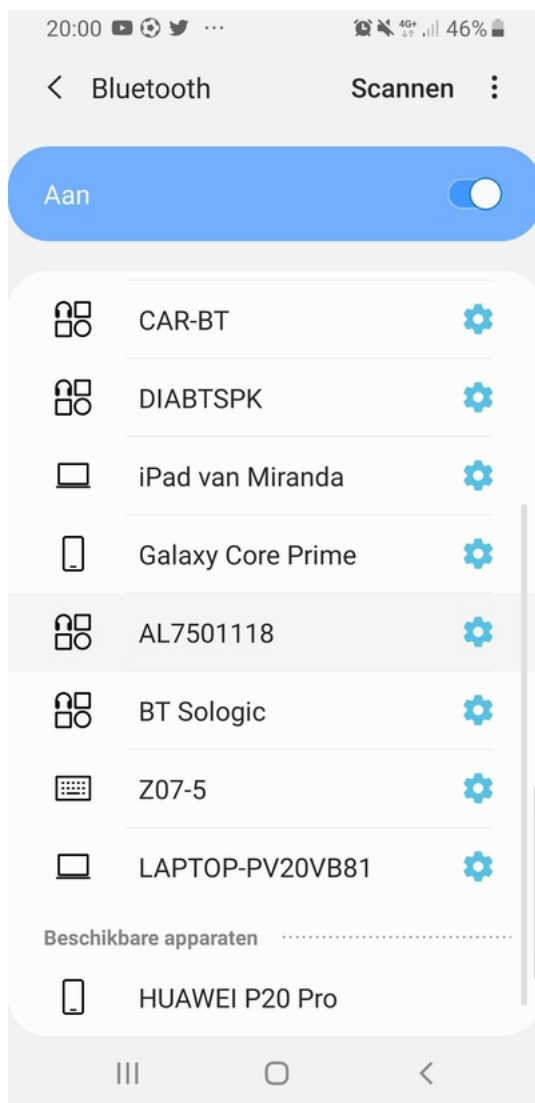 20:00 ... 4G+ 46%
Bluetooth Scannen
Aan
CAR-BT
DIABTSPK
iPad van Miranda
Galaxy Core Prime
AL7501118
BT Sologic
Z07-5
LAPTOP-PV20VB81
Beschikbare apparaten
HUAWEI P20 Pro